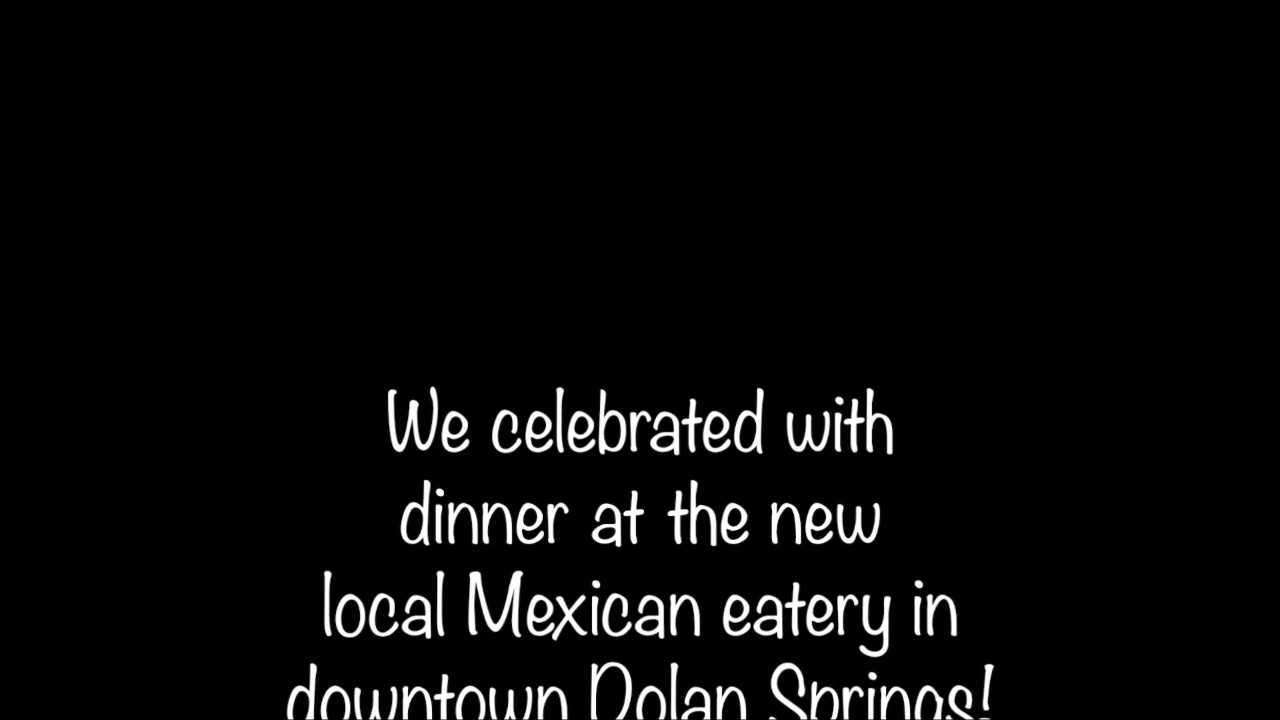 We celebrated with
dinner at the new
local Mexican eatery in
downtown Dolan Springs!